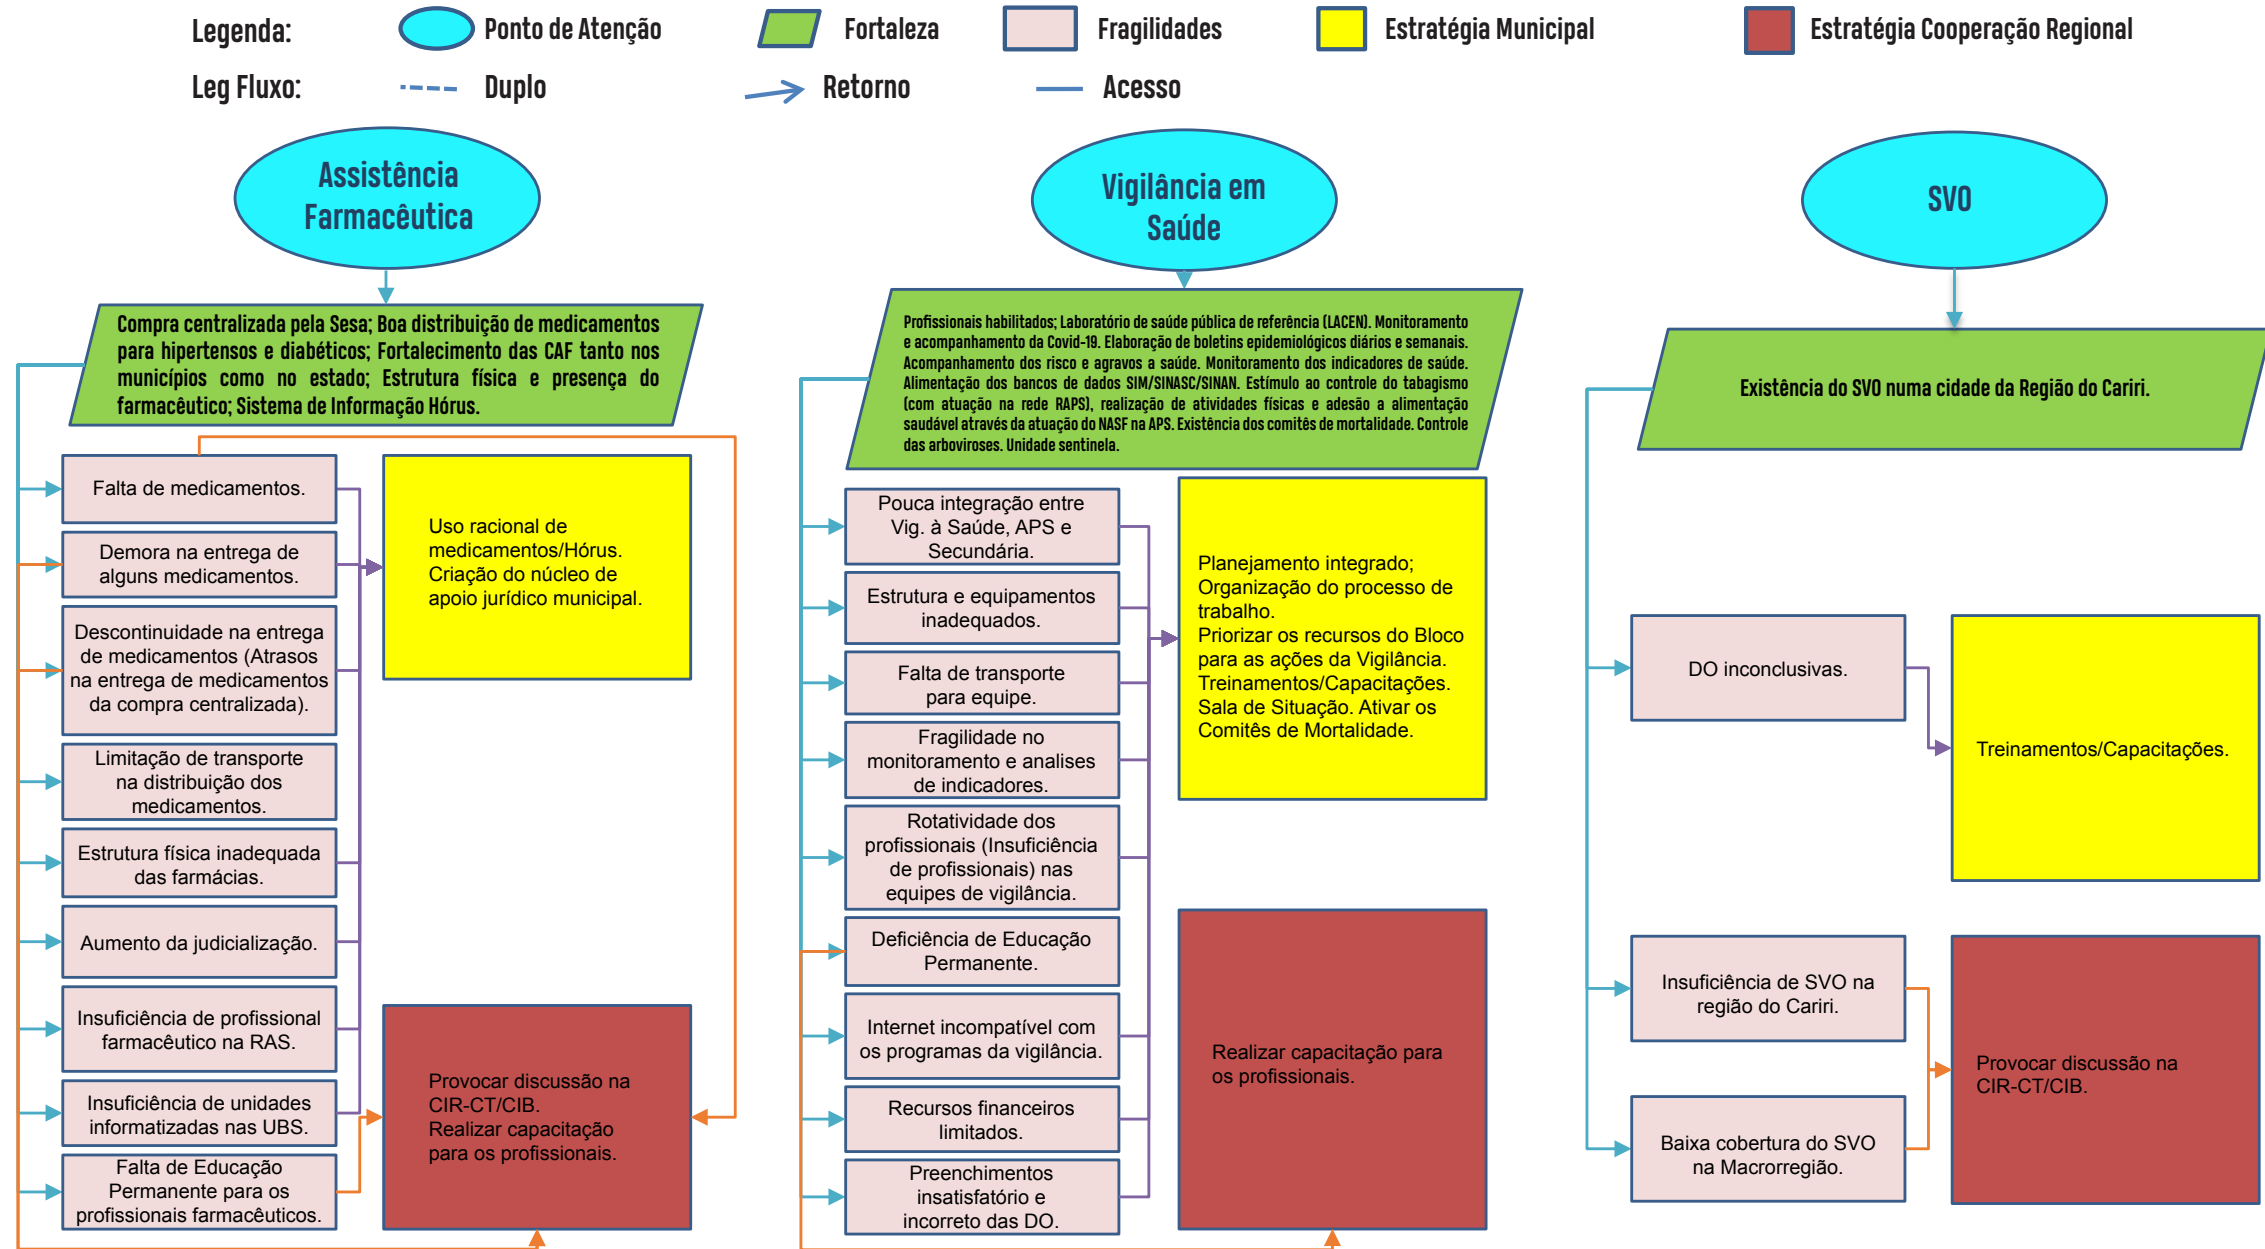 Legenda:
Ponto de Atenção
Fortaleza
Fragilidades
Estratégia Municipal
Estratégia Cooperação Regional
Leg Fluxo:
Duplo
Retorno
Acesso
Assistência
Farmacêutica
Compra centralizada pela Sesa; Boa distribuição de medicamentos
para hipertensos e diabéticos; Fortalecimento das CAF tanto nos
municípios como no estado; Estrutura física e presença do
farmacêutico; Sistema de Informação Hórus.
Falta de medicamentos.
Demora na entrega de
alguns medicamentos.
Descontinuidade na entrega
de medicamentos (Atrasos
na entrega de medicamentos
da compra centralizada).
Limitação de transporte
na distribuição dos
medicamentos.
Estrutura física inadequada
das farmácias.
Aumento da judicialização.
Insuficiência de profissional
farmacêutico na RAS.
Insuficiência de unidades
informatizadas nas UBS.
Falta de Educação
Permanente para os
profissionais farmacêuticos.
Uso racional de
medicamentos/Hórus.
Criação do núcleo de
apoio jurídico municipal.
Provocar discussão na
CIR-CT/CIB.
Realizar capacitação
para os profissionais.
Vigilância em
Saúde
Profissionais habilitados; Laboratório de saúde pública de referência (LACEN). Monitoramento
e acompanhamento da Covid-19. Elaboração de boletins epidemiológicos diários e semanais.
Acompanhamento dos risco e agravos a saúde. Monitoramento dos indicadores de saúde.
Alimentação dos bancos de dados SIM/SINASC/SINAN. Estímulo ao controle do tabagismo
(com atuação na rede RAPS), realização de atividades físicas e adesão a alimentação
saudável através da atuação do NASF na APS. Existência dos comitês de mortalidade. Controle
das arboviroses. Unidade sentinela.
Pouca integração entre
Vig. à Saúde, APS e
Secundária.
Estrutura e equipamentos
inadequados.
Falta de transporte
para equipe.
Fragilidade no
monitoramento e analises
de indicadores.
Rotatividade dos
profissionais (Insuficiência
de profissionais) nas
equipes de vigilância.
Deficiência de Educação
Permanente.
Internet incompatível com
os programas da vigilância.
Recursos financeiros
limitados.
Preenchimentos
insatisfatório e
incorreto das DO.
Planejamento integrado;
Organização do processo de
trabalho.
Priorizar os recursos do Bloco
para as ações da Vigilância.
Treinamentos/Capacitações.
Sala de Situação. Ativar os
Comitês de Mortalidade.
Realizar capacitação para
os profissionais.
SVO
Existência do SVO numa cidade da Região do Cariri.
DO inconclusivas.
Insuficiência de SVO na
região do Cariri.
Baixa cobertura do SVO
na Macrorregião.
Treinamentos/Capacitações.
Provocar discussão na
CIR-CT/CIB.